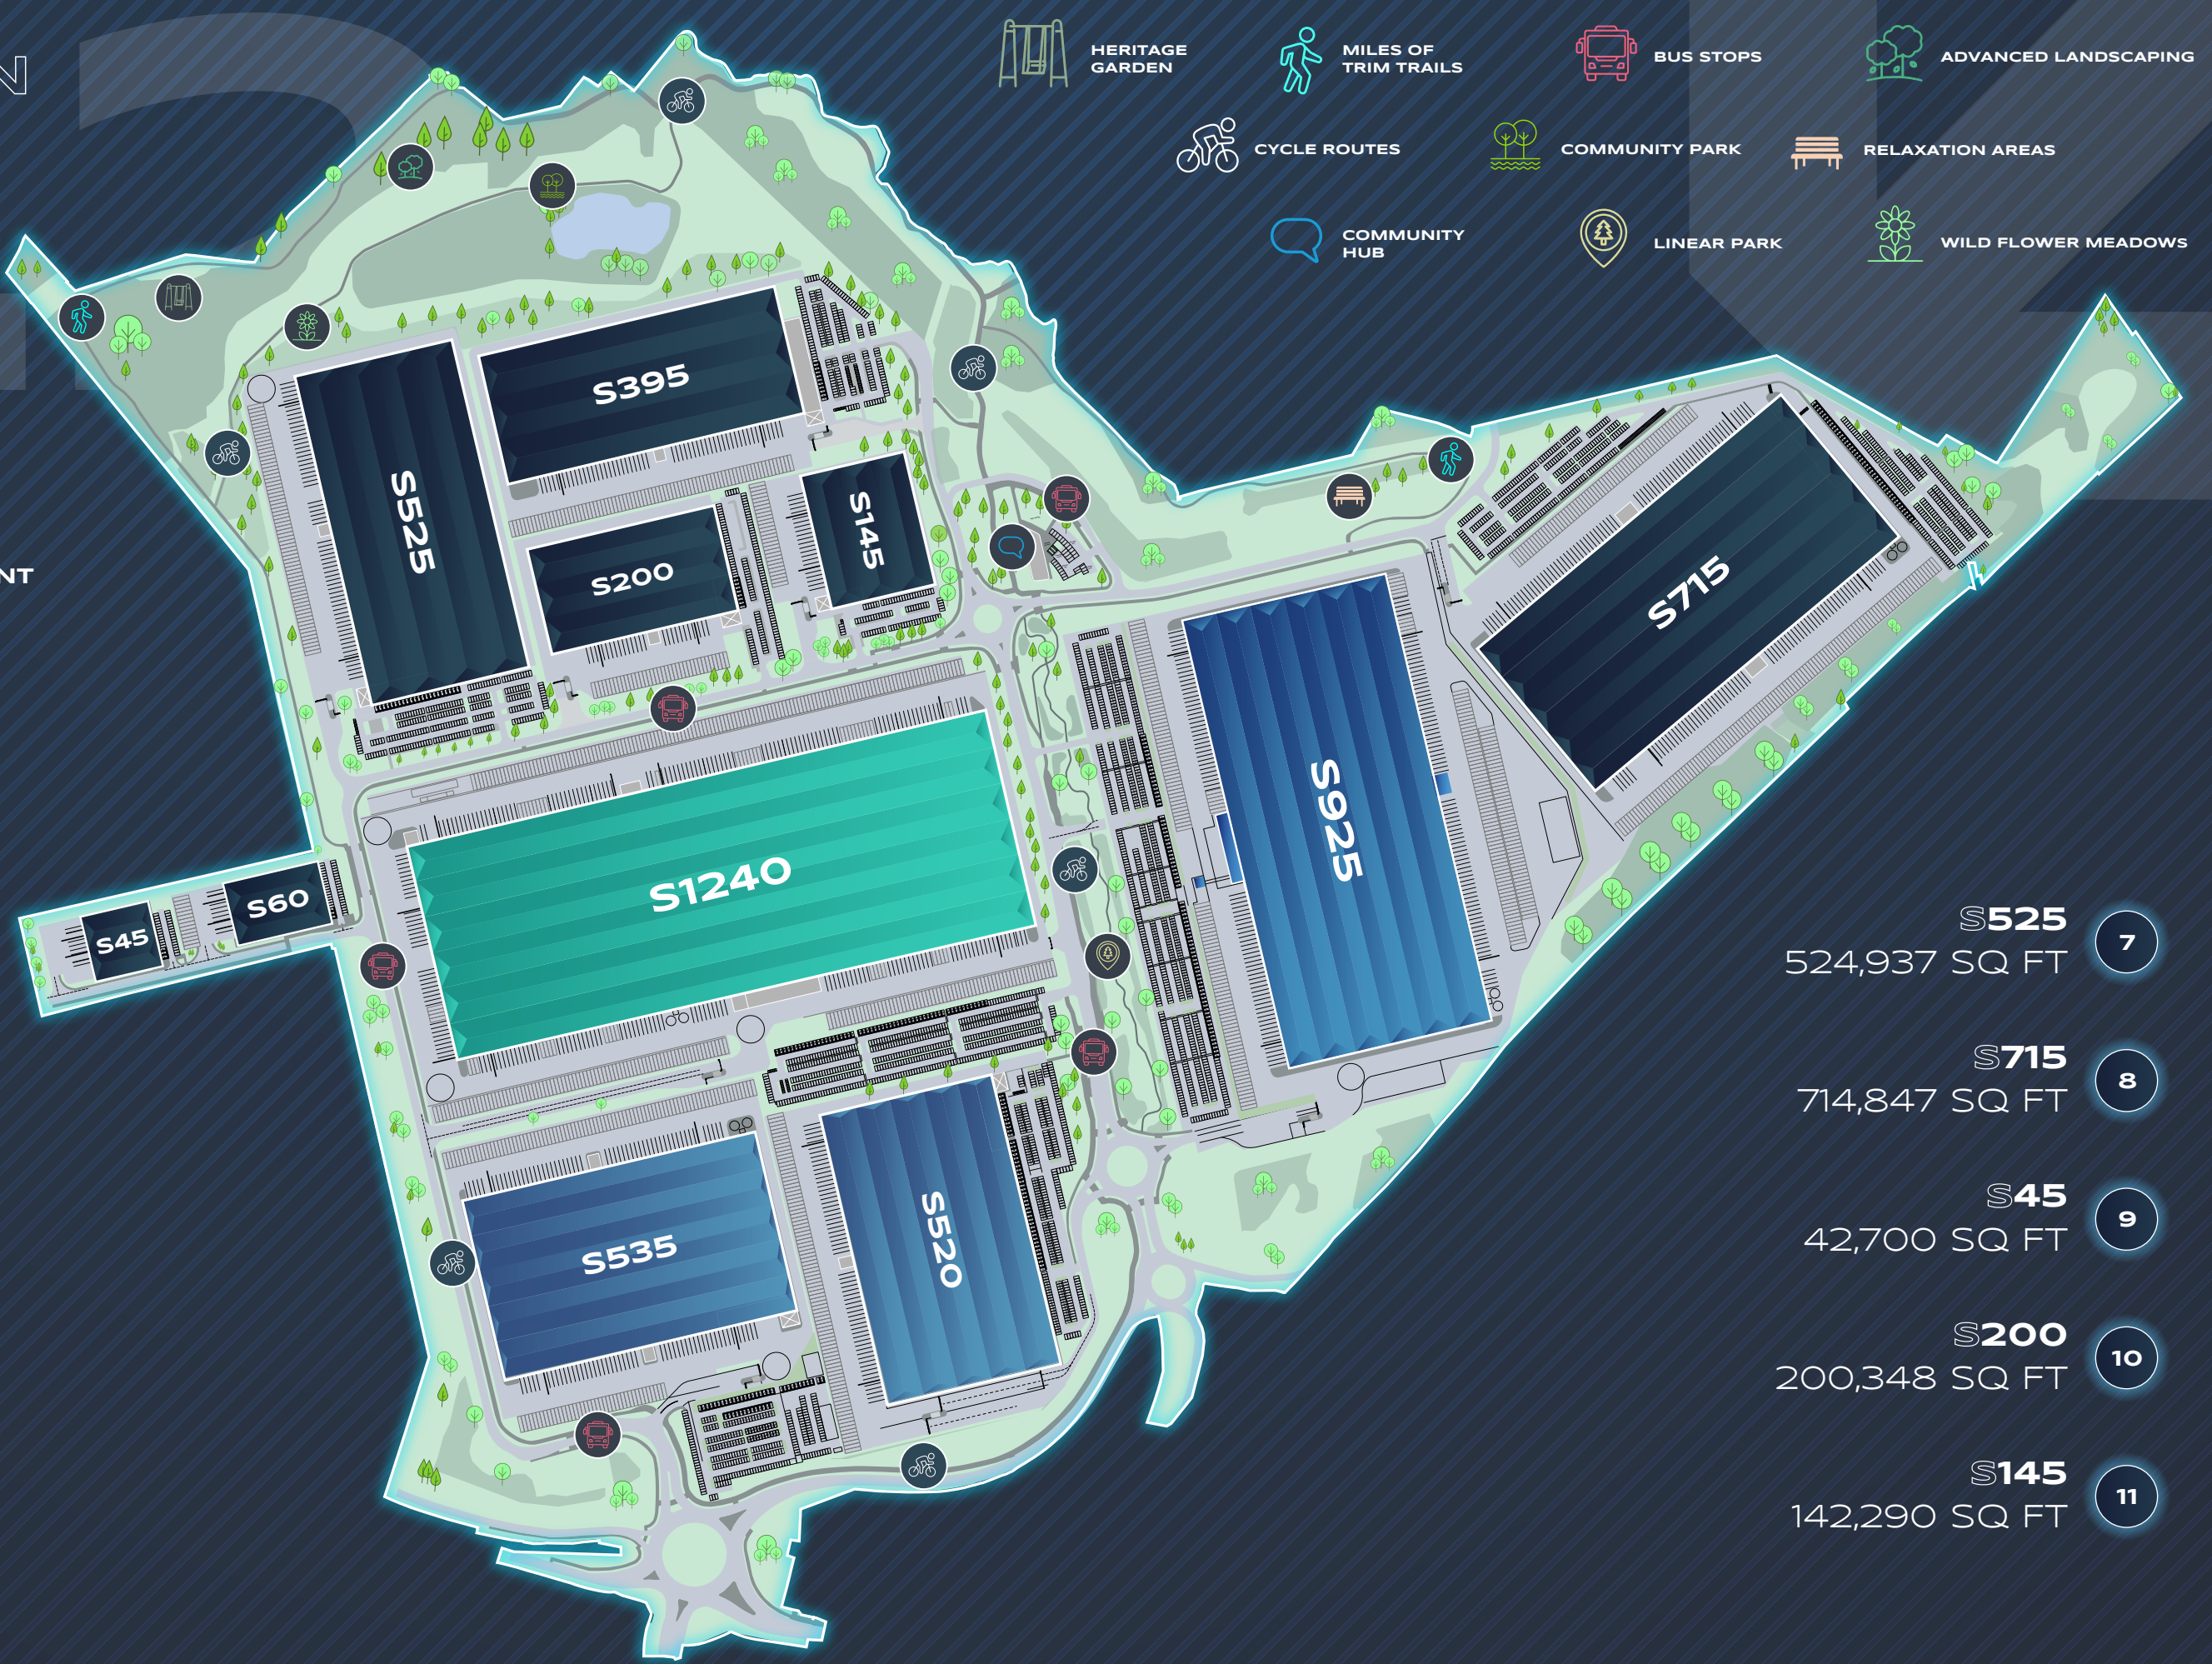 N
HERITAGE
GARDEN
MILES OF
TRIM TRAILS
BUS STOPS
ADVANCED LANDSCAPING
CYCLE ROUTES
COMMUNITY PARK
RELAXATION AREAS
COMMUNITY
HUB
LINEAR PARK
WILD FLOWER MEADOWS
NT
S395
S525
S145
S200
S715
S925
S1240
S60
S45
S535
S520
S525
524,937 SQ FT
7
S715
714,847 SQ FT
8
S45
42,700 SQ FT
9
S200
200,348 SQ FT
10
S145
142,290 SQ FT
11